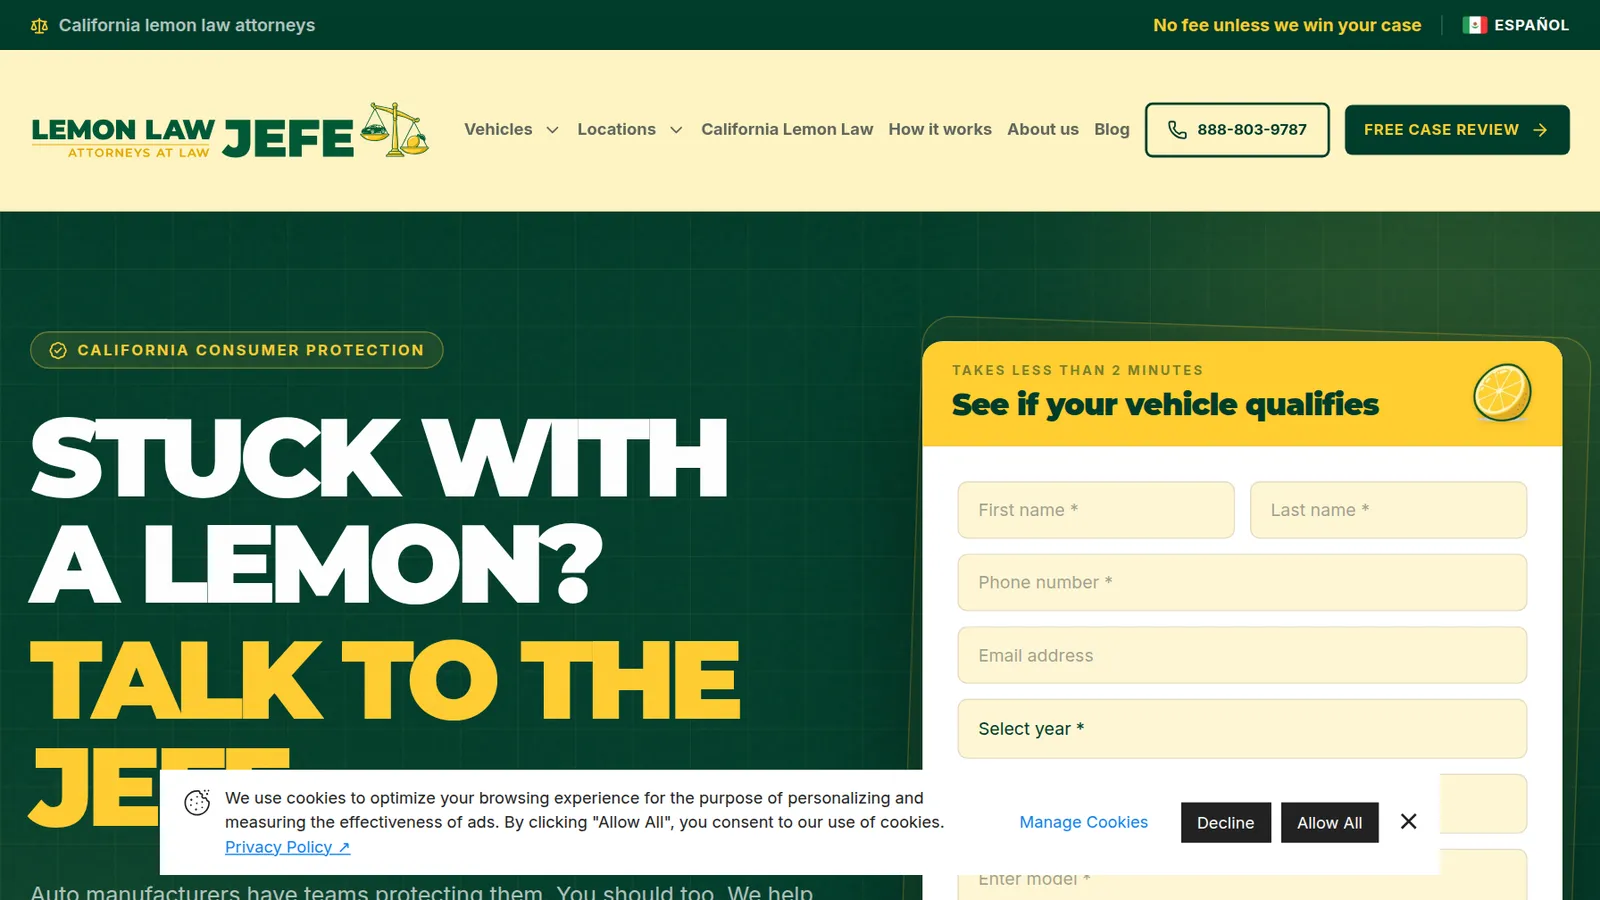 California lemon law attorneys
No fee unless we win your case
ESPAÑOL
LEMON LAW JEFE
ATTORNEYS AT LAW
Vehicles
Locations
California Lemon Law
How it works
About us
Blog
888-803-9787
FREE CASE REVIEW
CALIFORNIA CONSUMER PROTECTION
STUCK WITH
A LEMON?
TALK TO THE
TAKES LESS THAN 2 MINUTES
See if your vehicle qualifies
First name *
Last name *
Phone number *
Email address
Select year *
Enter model *
We use cookies to optimize your browsing experience for the purpose of personalizing and
measuring the effectiveness of ads. By clicking "Allow All", you consent to our use of cookies.
Privacy Policy ↗
Manage Cookies
Decline
Allow All
Auto manufacturers have teams protecting them. You should too. We help